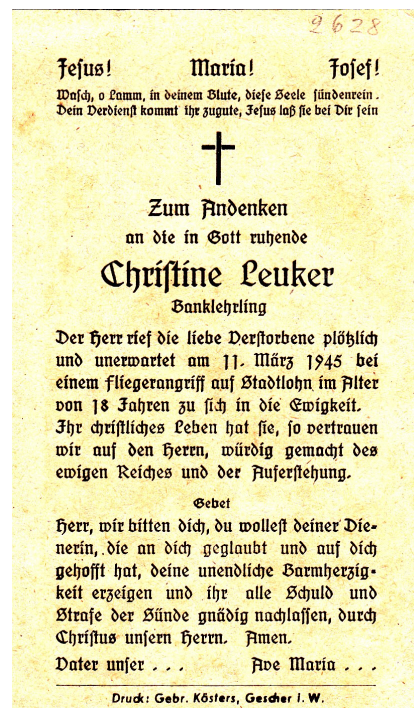 2628
Jesus! Maria! Josef!
Wasch, o Lamm, in deinem Blute, diese Seele sündenrein.
Dein Verdienst kommt ihr zugute, Jesus laß sie bei Dir sein
Zum Andenken
an die in Gott ruhende
Christine Leuker
Banklehrling
Der Herr rief die liebe Verstorbene plötzlich
und unerwartet am 11. März 1945 bei
einem Fliegerangriff auf Stadtlohn im Alter
von 18 Jahren zu sich in die Ewigkeit.
Ihr christliches Leben hat sie, so vertrauen
wir auf den Herrn, würdig gemacht des
ewigen Reiches und der Auferstehung.
Gebet
Herr, wir bitten dich, du wollest deiner Die-
nerin, die an dich geglaubt und auf dich
gehofft hat, deine unendliche Barmherzig-
keit erzeigen und ihr alle Schuld und
Strafe der Sünde gnädig nachlassen, durch
Christus unsern Herrn. Amen.
Vater unser . . . Ave Maria . . .
Druck: Gebr. Kösters, Gescher i. W.